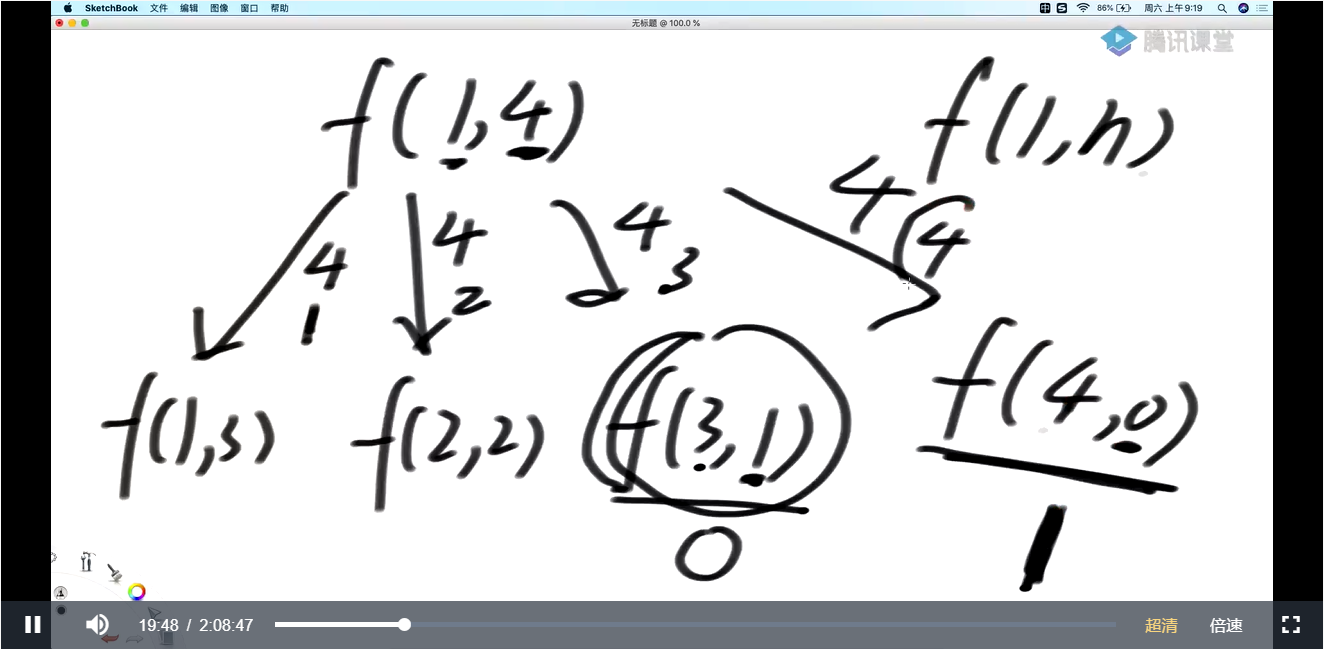 SketchBook 文件 编辑 图像 窗口 帮助 86% 周六 上午9:19
无标题 @ 100.0 %
腾讯课堂
f(1,4) f(1,n)
4 4 4 4 (4
1 2 3
f(1,3) f(2,2) f(3,1) f(4,0)
0 1
19:48 / 2:08:47 超清 倍速